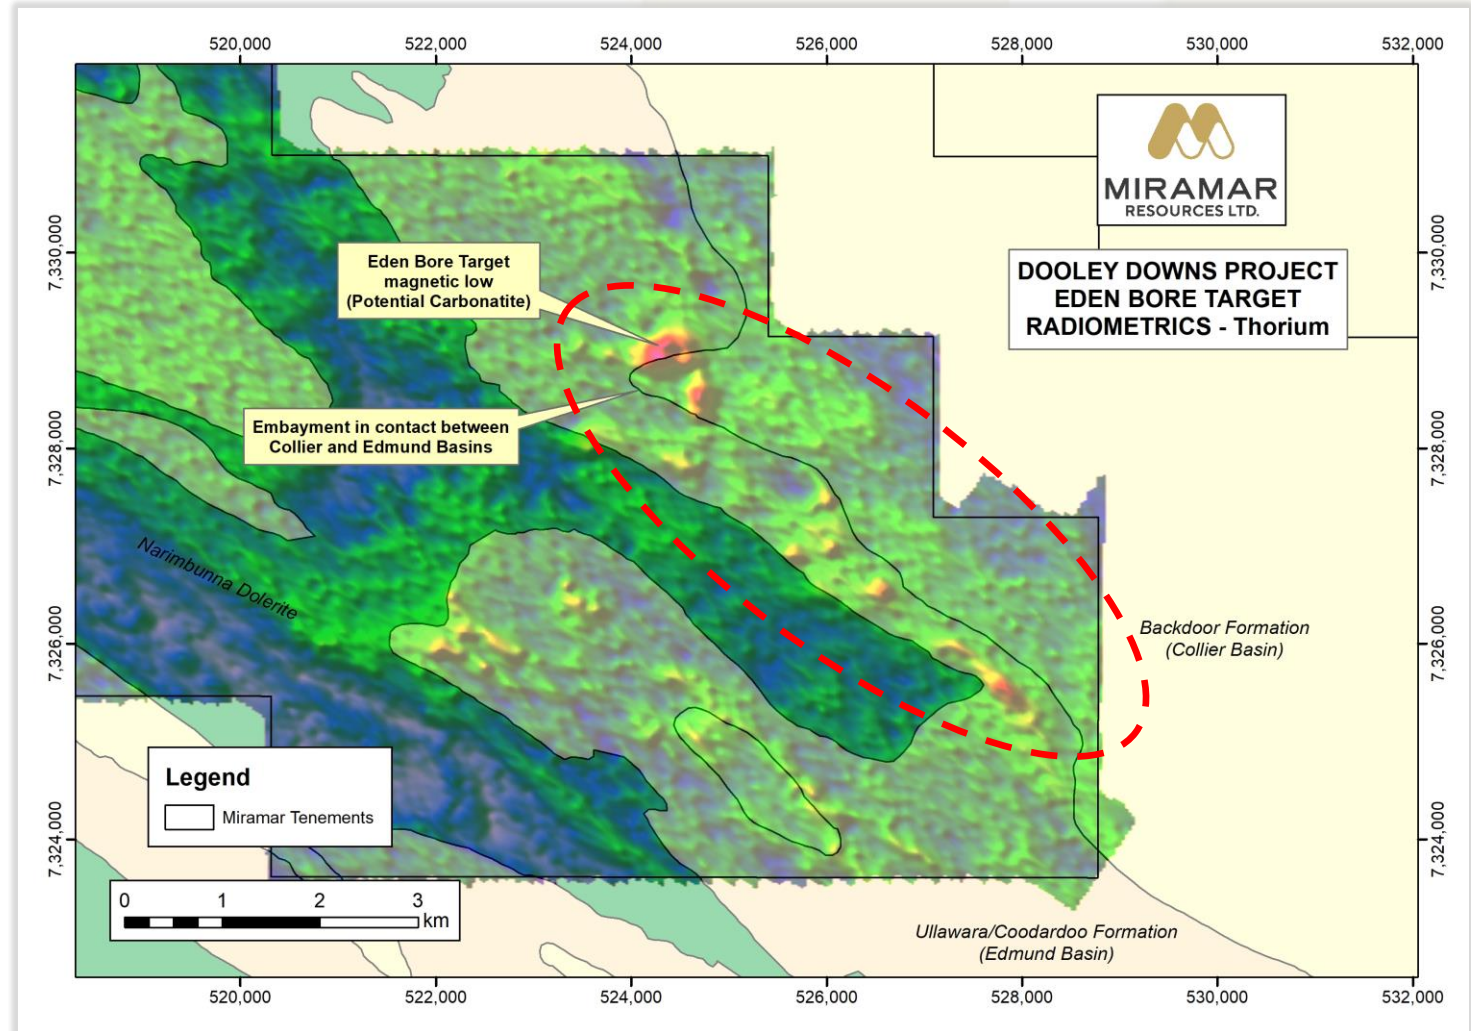 520,000
522,000
524,000
526,000
528,000
530,000
532,000
MIRAMAR
RESOURCES LTD.
DOOLEY DOWNS PROJECT
EDEN BORE TARGET
RADIOMETRICS - Thorium
Eden Bore Target
magnetic low
(Potential Carbonatite)
Embayment in contact between
Collier and Edmund Basins
7,330,000
7,328,000
7,326,000
7,324,000
7,330,000
7,328,000
7,326,000
7,324,000
Narimbunna Dolerite
Backdoor Formation
(Collier Basin)
Legend
Miramar Tenements
0
1
2
3
km
Ullawara/Coodardoo Formation
(Edmund Basin)
520,000
522,000
524,000
526,000
528,000
530,000
532,000